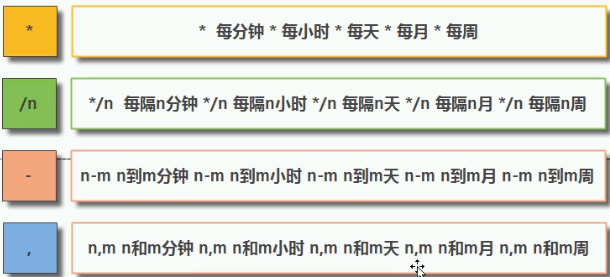 * * 每分钟 * 每小时 * 每天 * 每月 * 每周
*/n */n 每隔n分钟 */n 每隔n小时 */n 每隔n天 */n 每隔n月 */n 每隔n周
- n-m n到m分钟 n-m n到m小时 n-m n到m天 n-m n到m月 n-m n到m周
, n,m n和m分钟 n,m n和m小时 n,m n和m天 n,m n和m月 n,m n和m周